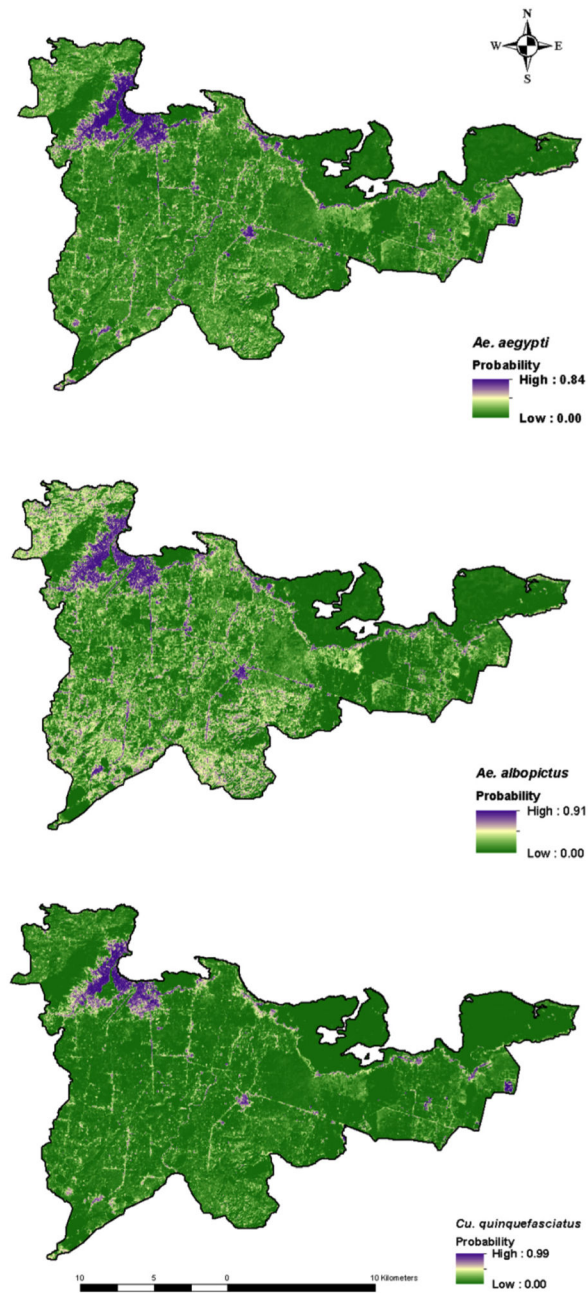 N
W E
S
Ae. aegypti
Probability
High : 0.84
Low : 0.00
Ae. albopictus
Probability
High : 0.91
Low : 0.00
Cu. quinquefasciatus
Probability
High : 0.99
Low : 0.00
10 5 0 10 Kilometers